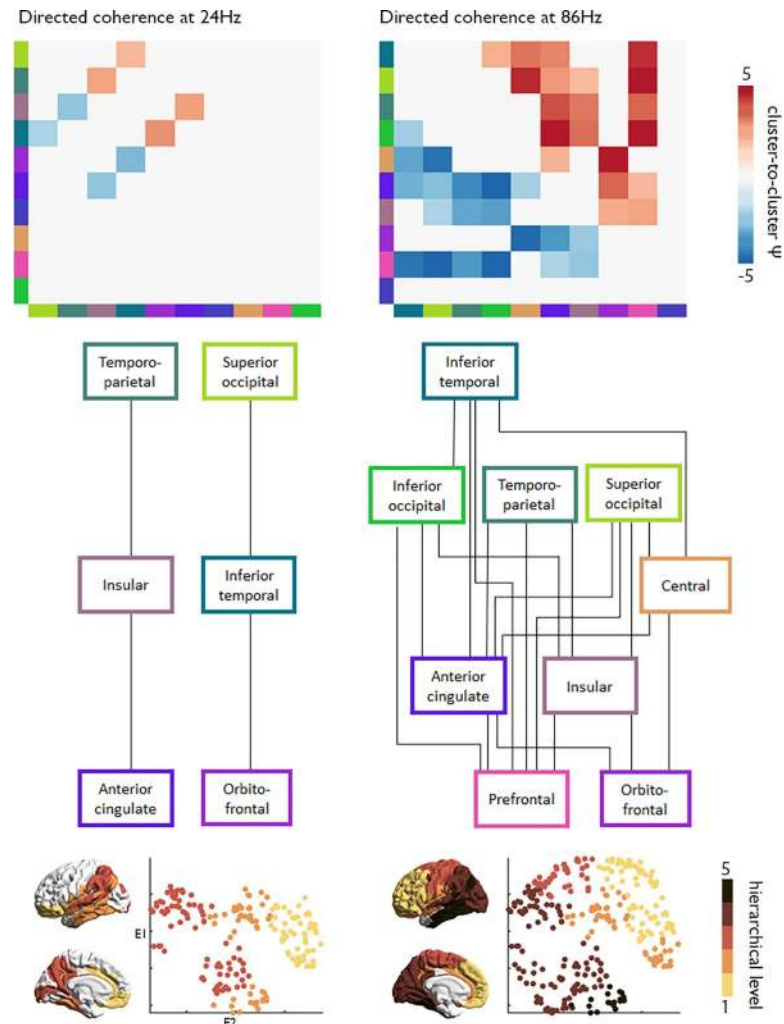 Directed coherence at 24Hz
Directed coherence at 86Hz
5
cluster-to-cluster Ψ
-5
Temporo-
parietal
Superior
occipital
Insular
Inferior
temporal
Anterior
cingulate
Orbito-
frontal
Inferior
temporal
Inferior
occipital
Temporo-
parietal
Superior
occipital
Central
Anterior
cingulate
Insular
Prefrontal
Orbito-
frontal
E1
E2
5
hierarchical level
1